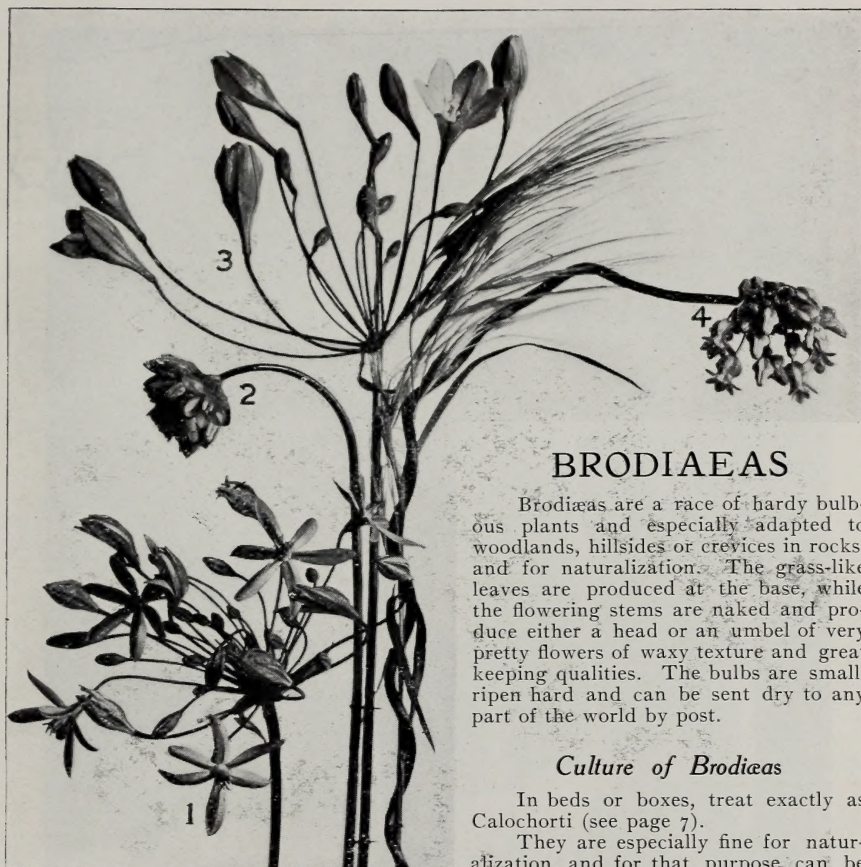 3
4
2
BRODIAEAS
Brodiæas are a race of hardy bulb-
ous plants and especially adapted to
woodlands, hillsides or crevices in rocks
and for naturalization. The grass-like
leaves are produced at the base, while
the flowering stems are naked and pro-
duce either a head or an umbel of very
pretty flowers of waxy texture and great
keeping qualities. The bulbs are small
ripen hard and can be sent dry to any
part of the world by post.
1
Culture of Brodiæas
In beds or boxes, treat exactly as
Calochorti (see page 7).
They are especially fine for natur-
alization and for that purpose can be